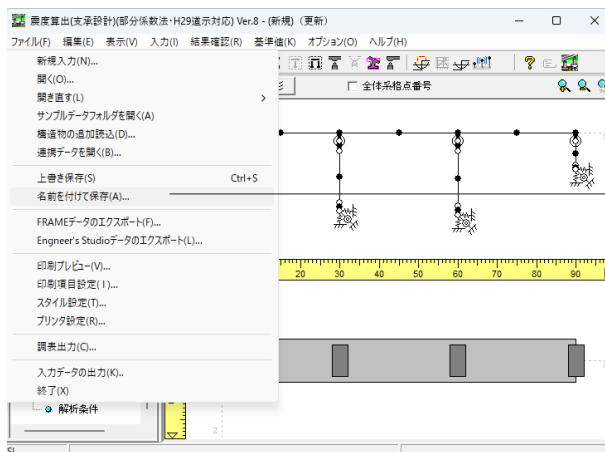 震度算出(支承設計)(部分係数法・H29道示対応) Ver.8 - (新規) (更新)
ファイル(F) 編集(E) 表示(V) 入力(I) 結果確認(R) 基準値(K) オプション(O) ヘルプ(H)
新規入力(N)...
開く(O)...
開き直す(L)
サンプルデータフォルダを開く(A)
構造物の追加読込(D)...
連携データを開く(B)...
上書き保存(S) Ctrl+S
名前を付けて保存(A)...
FRAMEデータのエクスポート(F)...
Engneer's Studioデータのエクスポート(L)...
印刷プレビュー(V)...
印刷項目設定(I)...
スタイル設定(T)...
プリンタ設定(R)...
調表出力(C)...
入力データの出力(K)..
終了(X)
全体系格点番号
20 30 40 50 60 70 80 90
解析条件
z